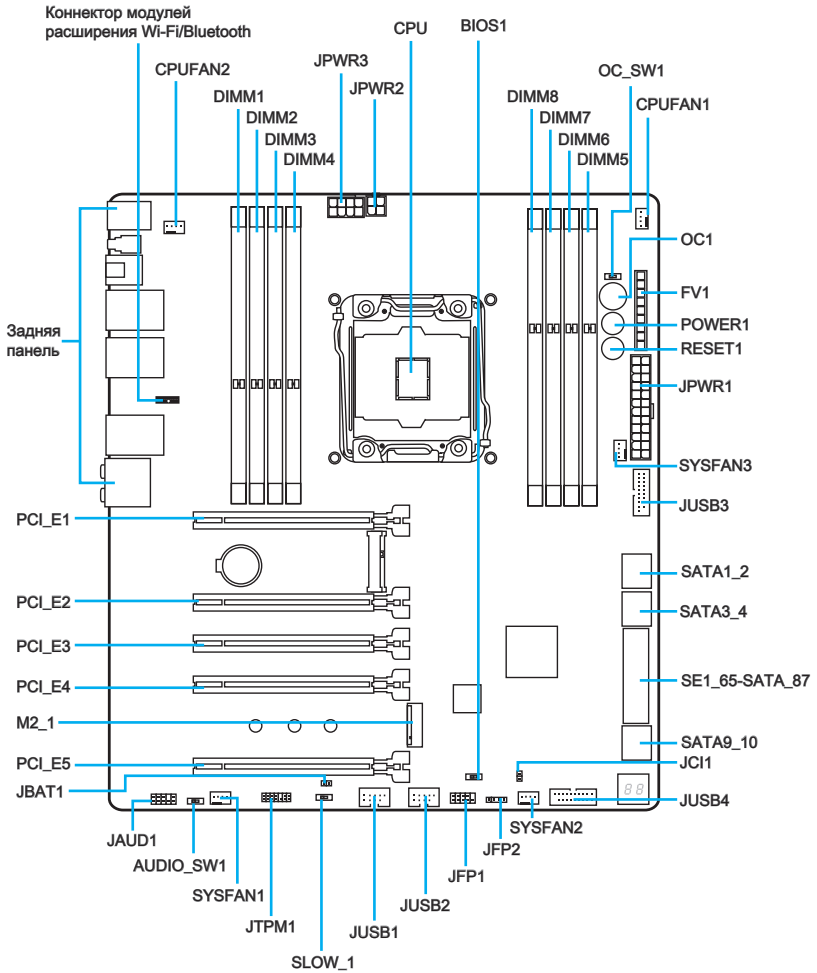 Коннектор модулей
расширения Wi-Fi/Bluetooth
CPU
BIOS1
CPUFAN2
JPWR3
JPWR2
OC_SW1
CPUFAN1
DIMM1
DIMM2
DIMM3
DIMM4
DIMM8
DIMM7
DIMM6
DIMM5
OC1
FV1
POWER1
RESET1
JPWR1
Задняя
панель
SYSFAN3
JUSB3
PCI_E1
SATA1_2
PCI_E2
SATA3_4
PCI_E3
PCI_E4
SE1_65-SATA_87
M2_1
SATA9_10
PCI_E5
JCI1
JBAT1
88
JUSB4
JAUD1
AUDIO_SW1
SYSFAN1
JTPM1
SLOW_1
JUSB1
JUSB2
JFP1
JFP2
SYSFAN2